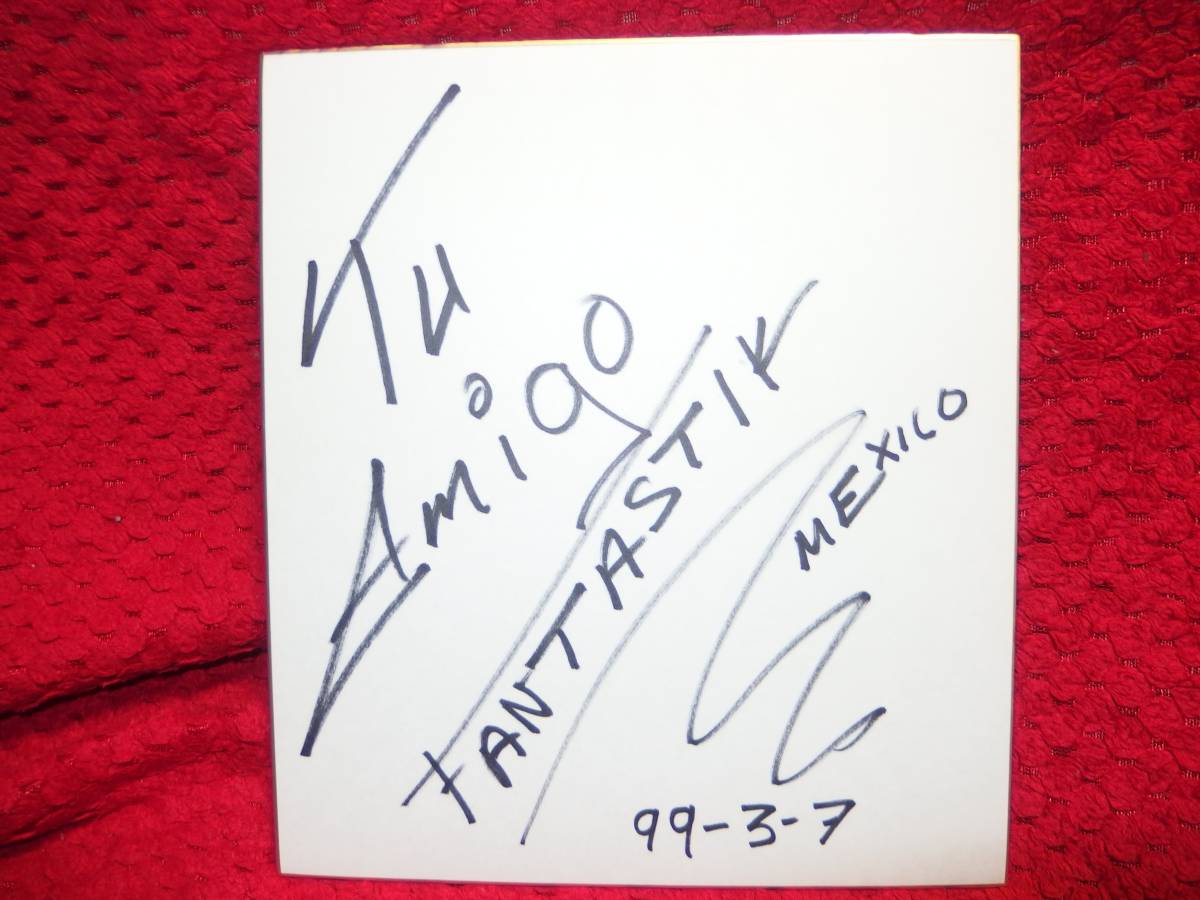 Tu
Amigo
FANTASTIK
MEXICO
99-3-7